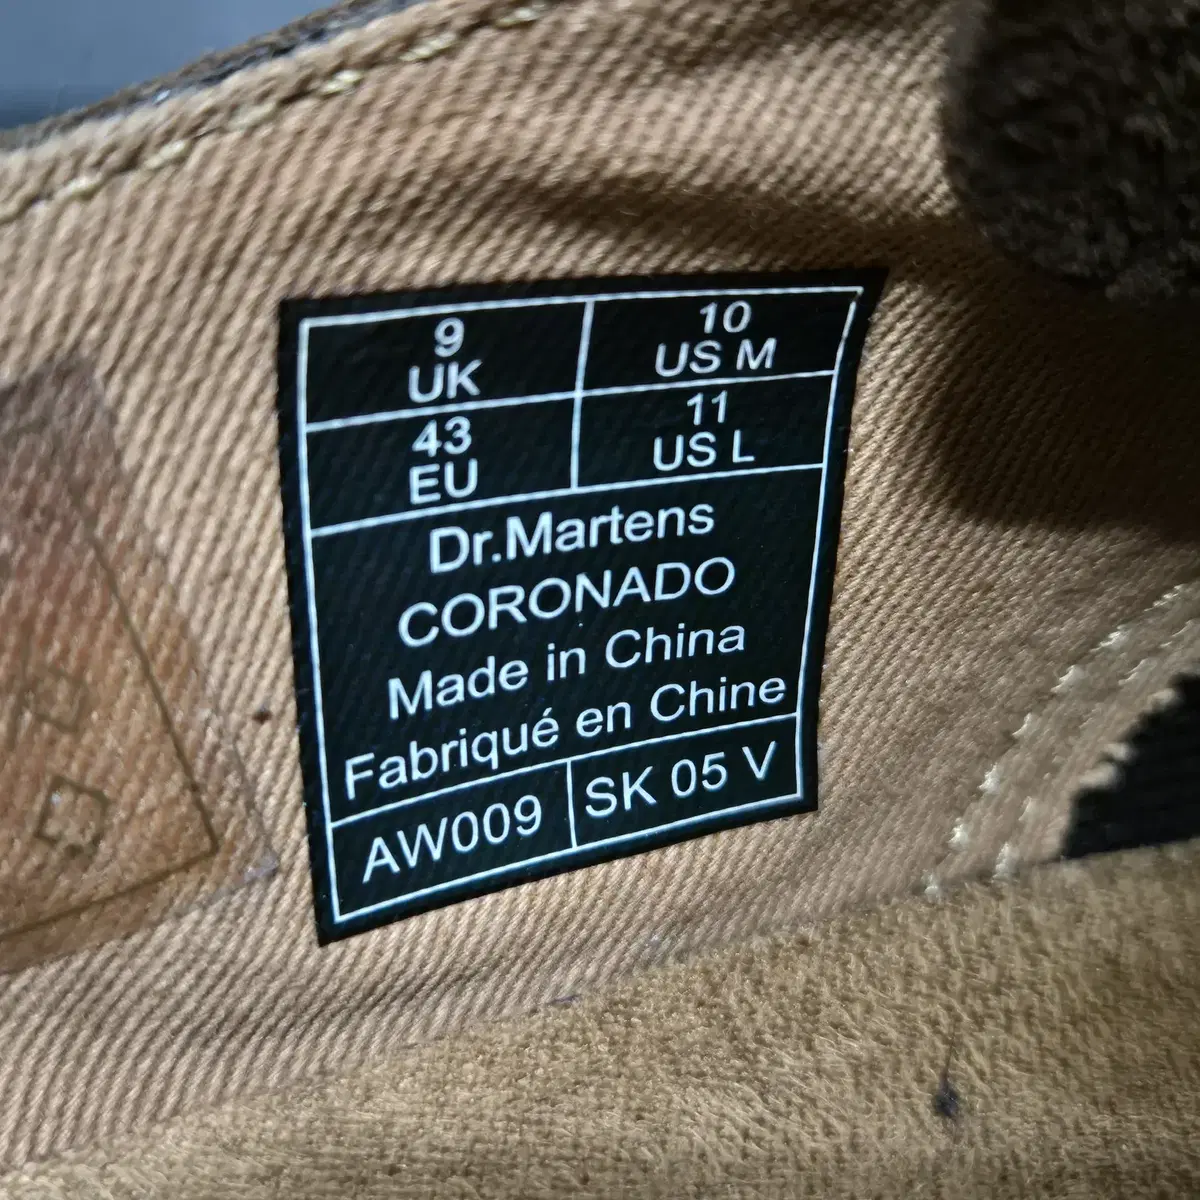 9
UK
10
US M
43
EU
11
US L
Dr.Martens
CORONADO
Made in China
Fabriqué en Chine
AW009
SK 05 V